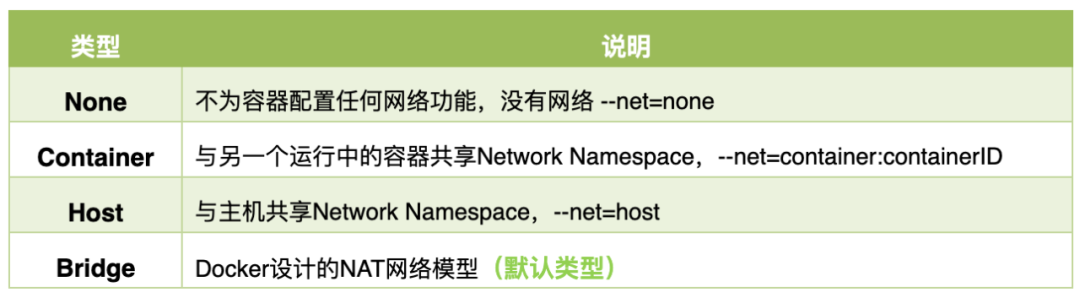 类型 说明
None 不为容器配置任何网络功能，没有网络 --net=none
Container 与另一个运行中的容器共享Network Namespace，--net=container:containerID
Host 与主机共享Network Namespace，--net=host
Bridge Docker设计的NAT网络模型（默认类型）